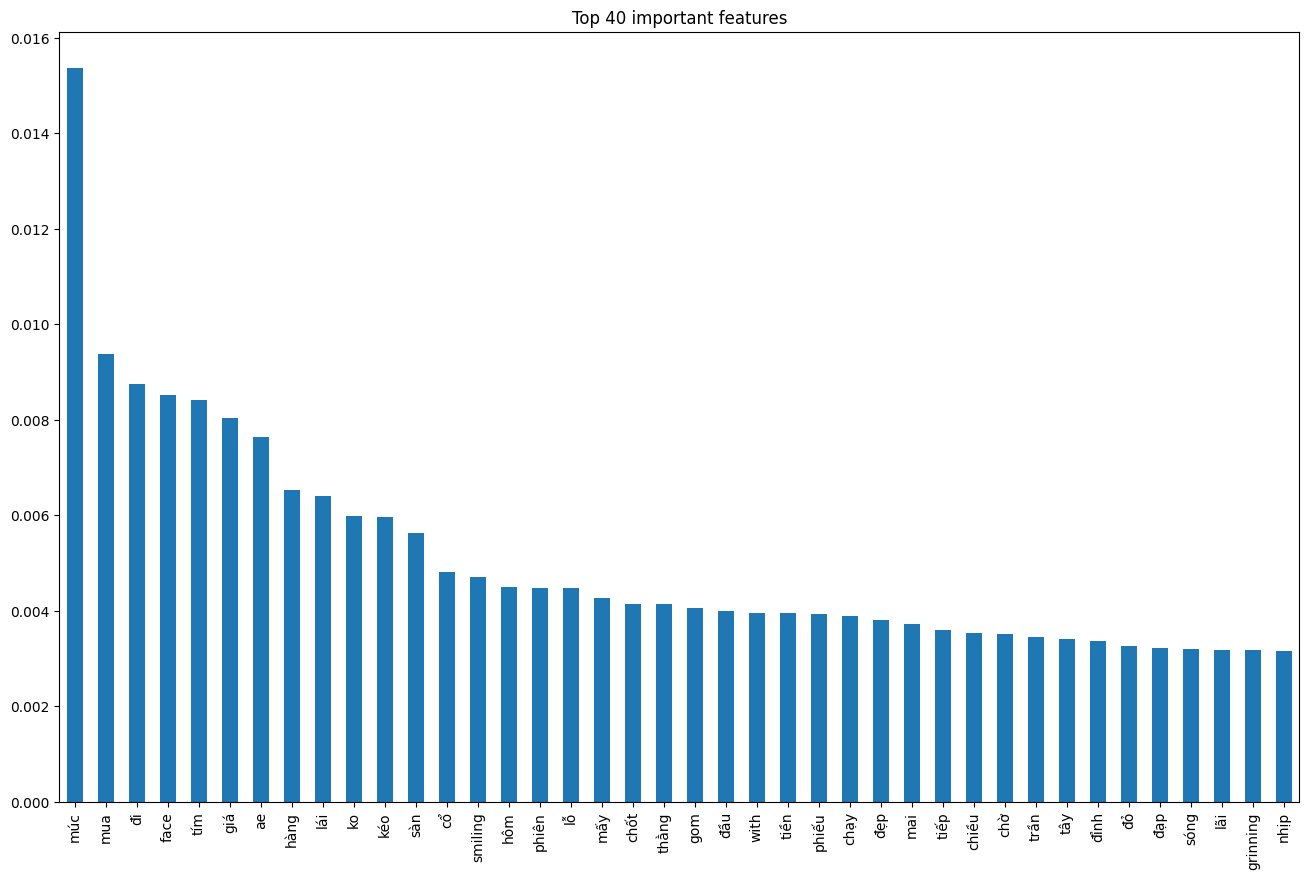 Top 40 important features
0.016
0.014
0.012
0.010
0.008
0.006
0.004
0.002
0.000
múc
mua
đi
face
tím
giá
ae
hàng
lái
ko
kéo
sàn
cổ
smiling
hôm
phiên
lỗ
mấy
chốt
thàng
gom
đầu
with
tiền
phiếu
chạy
đẹp
mai
tiếp
chiều
chờ
trần
tây
đỉnh
đỏ
đạp
sóng
lãi
grinning
nhịp